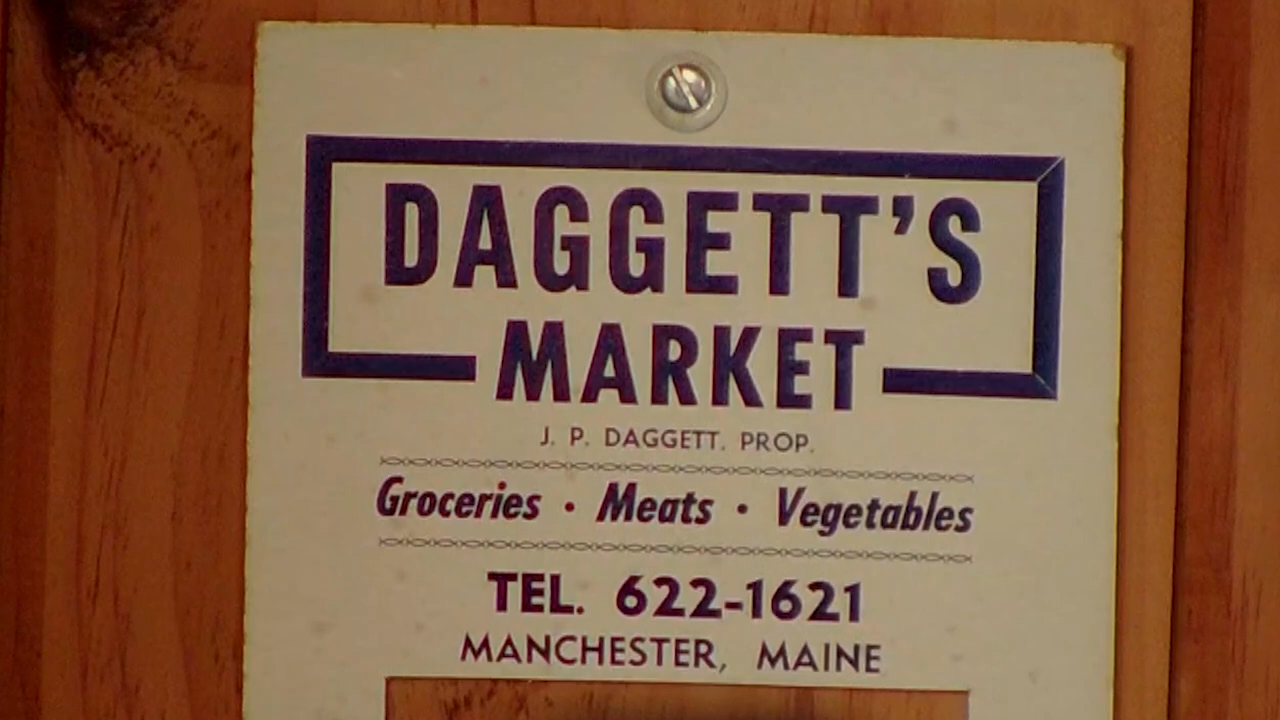 DAGGETT'S
MARKET
J. P. DAGGETT. PROP.
Groceries • Meats • Vegetables
TEL. 622-1621
MANCHESTER, MAINE